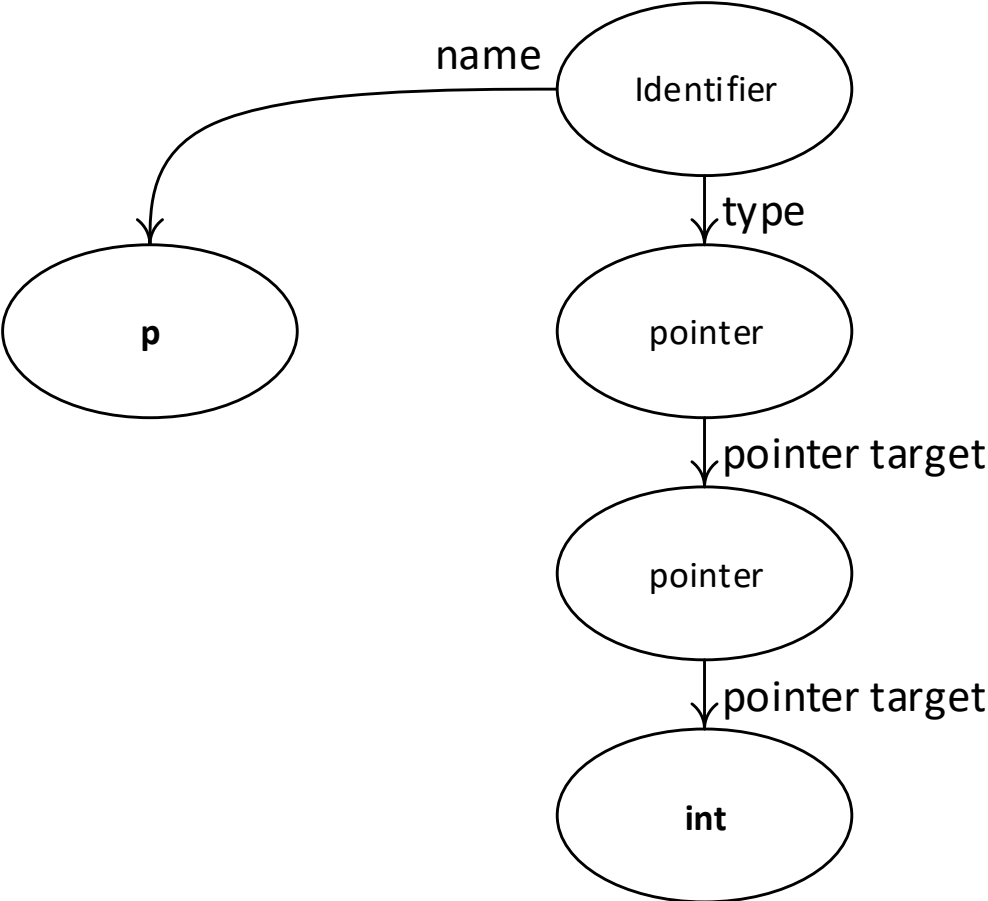 name
Identifier
type
p
pointer
pointer target
pointer
pointer target
int